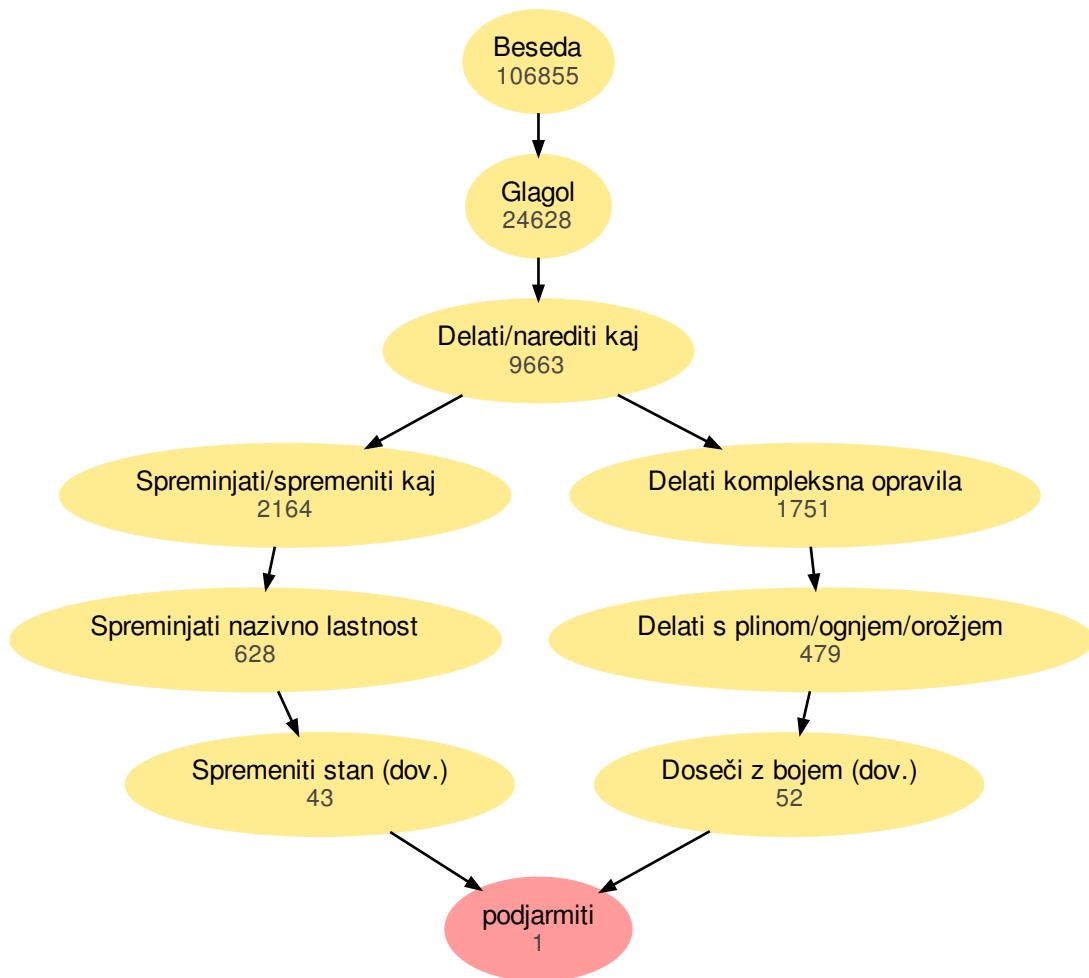 Beseda
106855
Glagol
24628
Delati/narediti kaj
9663
Spreminjati/spremeniti kaj
2164
Delati kompleksna opravila
1751
Spreminjati nazivno lastnost
628
Delati s plinom/ognjem/orožjem
479
Spremeniti stan (dov.)
43
Doseči z bojem (dov.)
52
podjarmiti
1